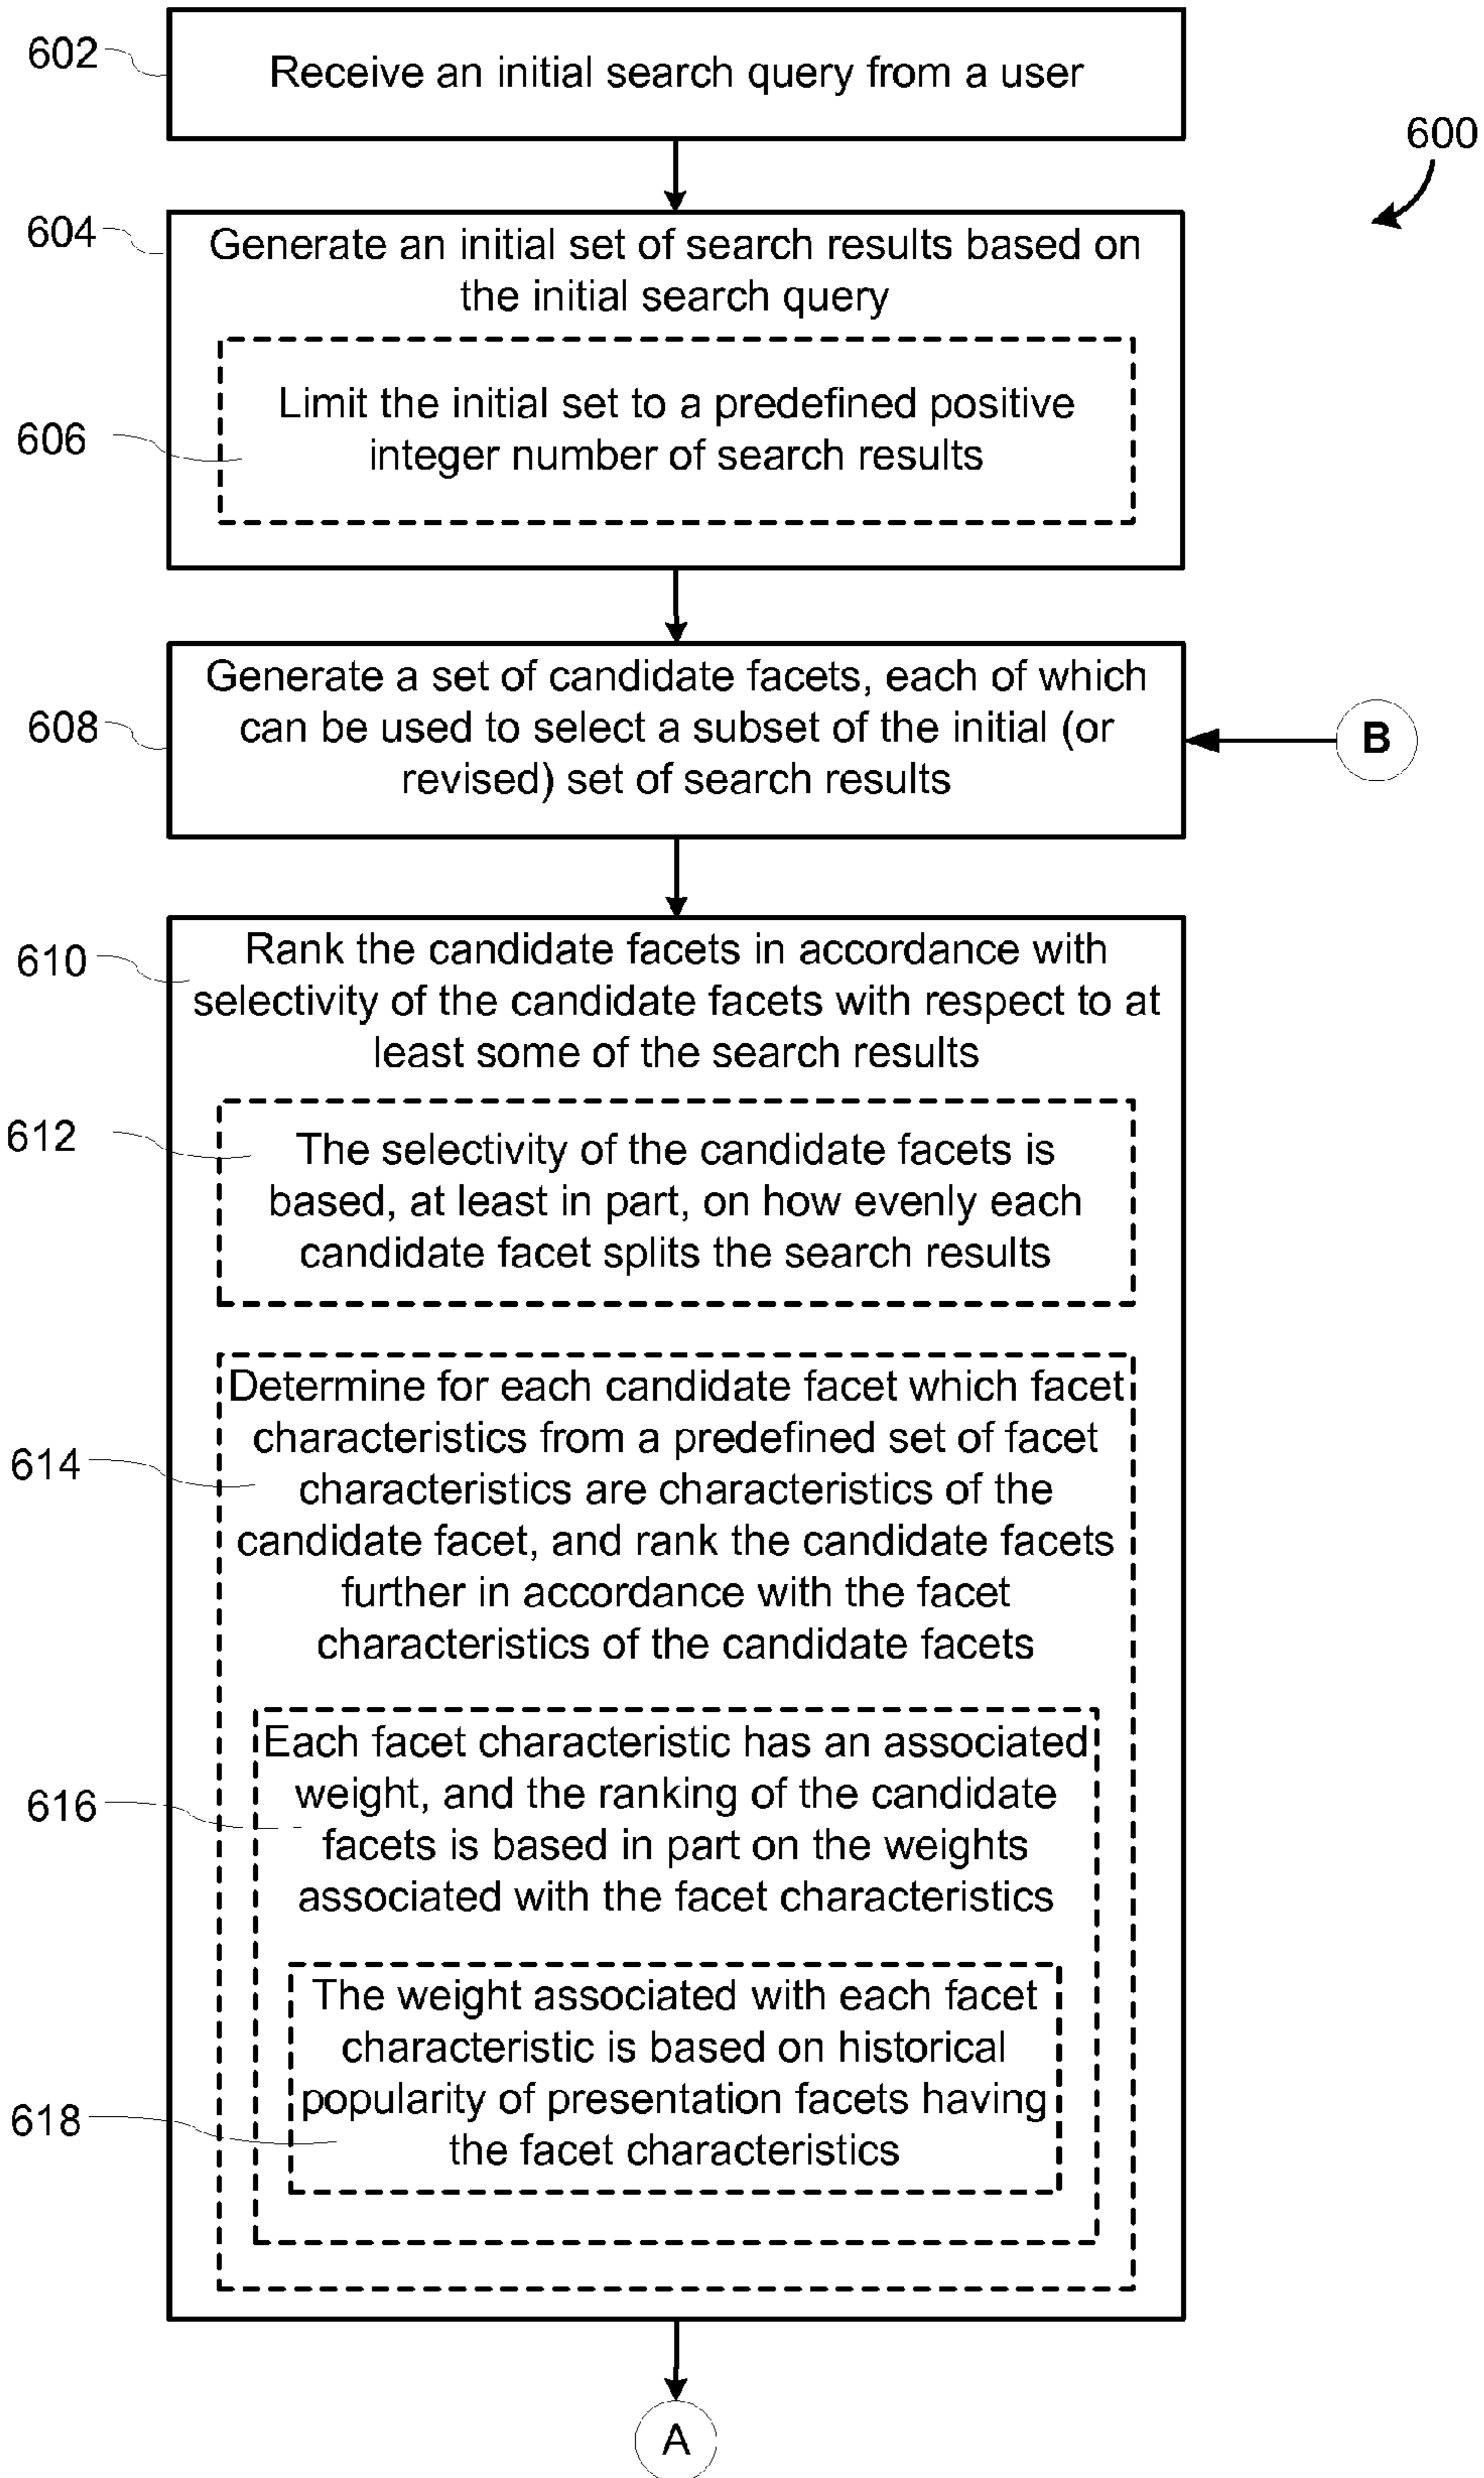 602
Receive an initial search query from a user
600
604
Generate an initial set of search results based on
the initial search query
606
Limit the initial set to a predefined positive
integer number of search results
608
Generate a set of candidate facets, each of which
can be used to select a subset of the initial (or
revised) set of search results
B
610
Rank the candidate facets in accordance with
selectivity of the candidate facets with respect to at
least some of the search results
612
The selectivity of the candidate facets is
based, at least in part, on how evenly each
candidate facet splits the search results
614
Determine for each candidate facet which facet
characteristics from a predefined set of facet
characteristics are characteristics of the
candidate facet, and rank the candidate facets
further in accordance with the facet
characteristics of the candidate facets
616
Each facet characteristic has an associated
weight, and the ranking of the candidate
facets is based in part on the weights
associated with the facet characteristics
618
The weight associated with each facet
characteristic is based on historical
popularity of presentation facets having
the facet characteristics
A